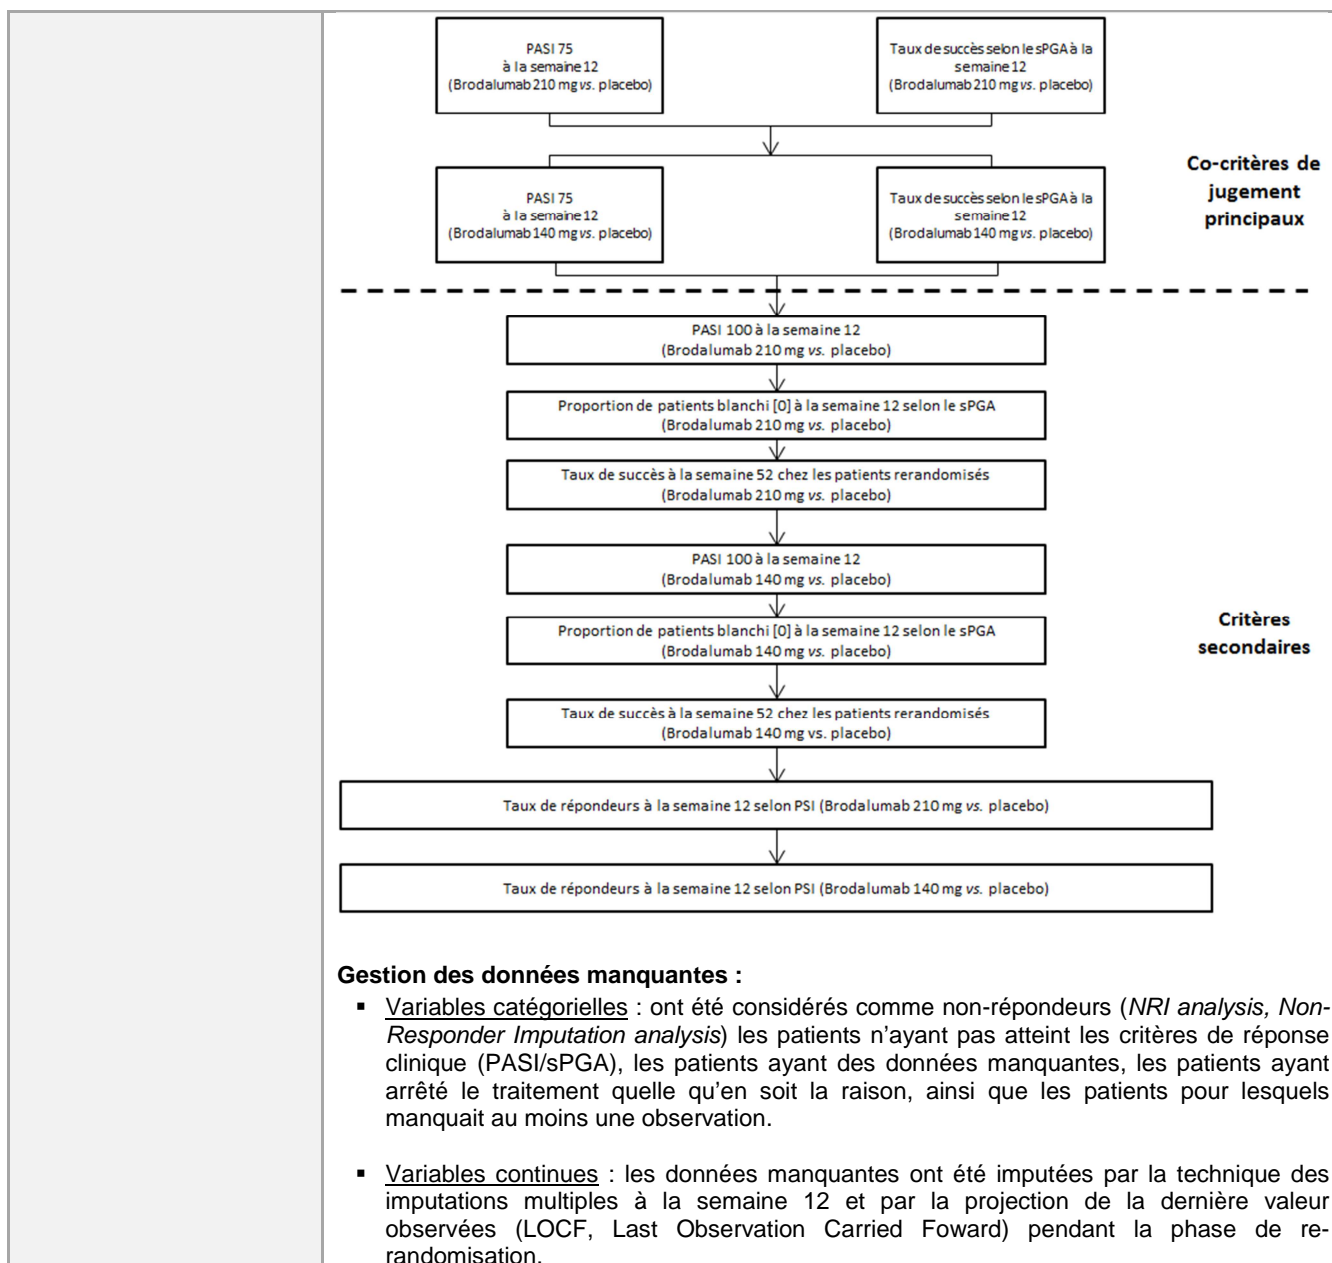 PASI 75
à la semaine 12
(Brodalumab 210 mg vs. placebo)
Taux de succès selon le sPGA à la
semaine 12
(Brodalumab 210 mg vs. placebo)
PASI 75
à la semaine 12
(Brodalumab 140 mg vs. placebo)
Taux de succès selon le sPGA à la
semaine 12
(Brodalumab 140 mg vs. placebo)
Co-critères de
jugement
principaux
PASI 100 à la semaine 12
(Brodalumab 210 mg vs. placebo)
Proportion de patients blanchi [0] à la semaine 12 selon le sPGA
(Brodalumab 210 mg vs. placebo)
Taux de succès à la semaine 52 chez les patients rerandomisés
(Brodalumab 210 mg vs. placebo)
PASI 100 à la semaine 12
(Brodalumab 140 mg vs. placebo)
Proportion de patients blanchi [0] à la semaine 12 selon le sPGA
(Brodalumab 140 mg vs. placebo)
Critères
secondaires
Taux de succès à la semaine 52 chez les patients rerandomisés
(Brodalumab 140 mg vs. placebo)
Taux de répondeurs à la semaine 12 selon PSI (Brodalumab 210 mg vs. placebo)
Taux de répondeurs à la semaine 12 selon PSI (Brodalumab 140 mg vs. placebo)
Gestion des données manquantes :
▪ Variables catégorielles : ont été considérés comme non-répondeurs (NRI analysis, Non-
Responder Imputation analysis) les patients n'ayant pas atteint les critères de réponse
clinique (PASI/sPGA), les patients ayant des données manquantes, les patients ayant
arrêté le traitement quelle qu'en soit la raison, ainsi que les patients pour lesquels
manquait au moins une observation.
▪ Variables continues : les données manquantes ont été imputées par la technique des
imputations multiples à la semaine 12 et par la projection de la dernière valeur
observées (LOCF, Last Observation Carried Foward) pendant la phase de re-
randomisation.